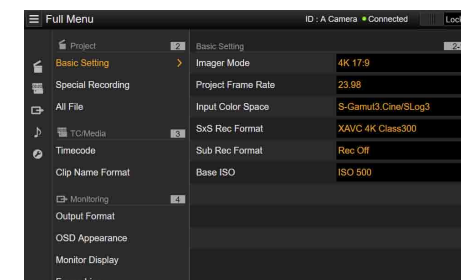 Full Menu
ID : A Camera Connected
Lock
Project 2
Basic Setting >
Special Recording
All File
TC/Media 3
Timecode
Clip Name Format
Monitoring 4
Output Format
OSD Appearance
Monitor Display
Basic Setting 2-
Imager Mode 4K 17:9
Project Frame Rate 23.98
Input Color Space S-Gamut3.Cine/SLog3
SxS Rec Format XAVC 4K Class300
Sub Rec Format Rec Off
Base ISO ISO 500